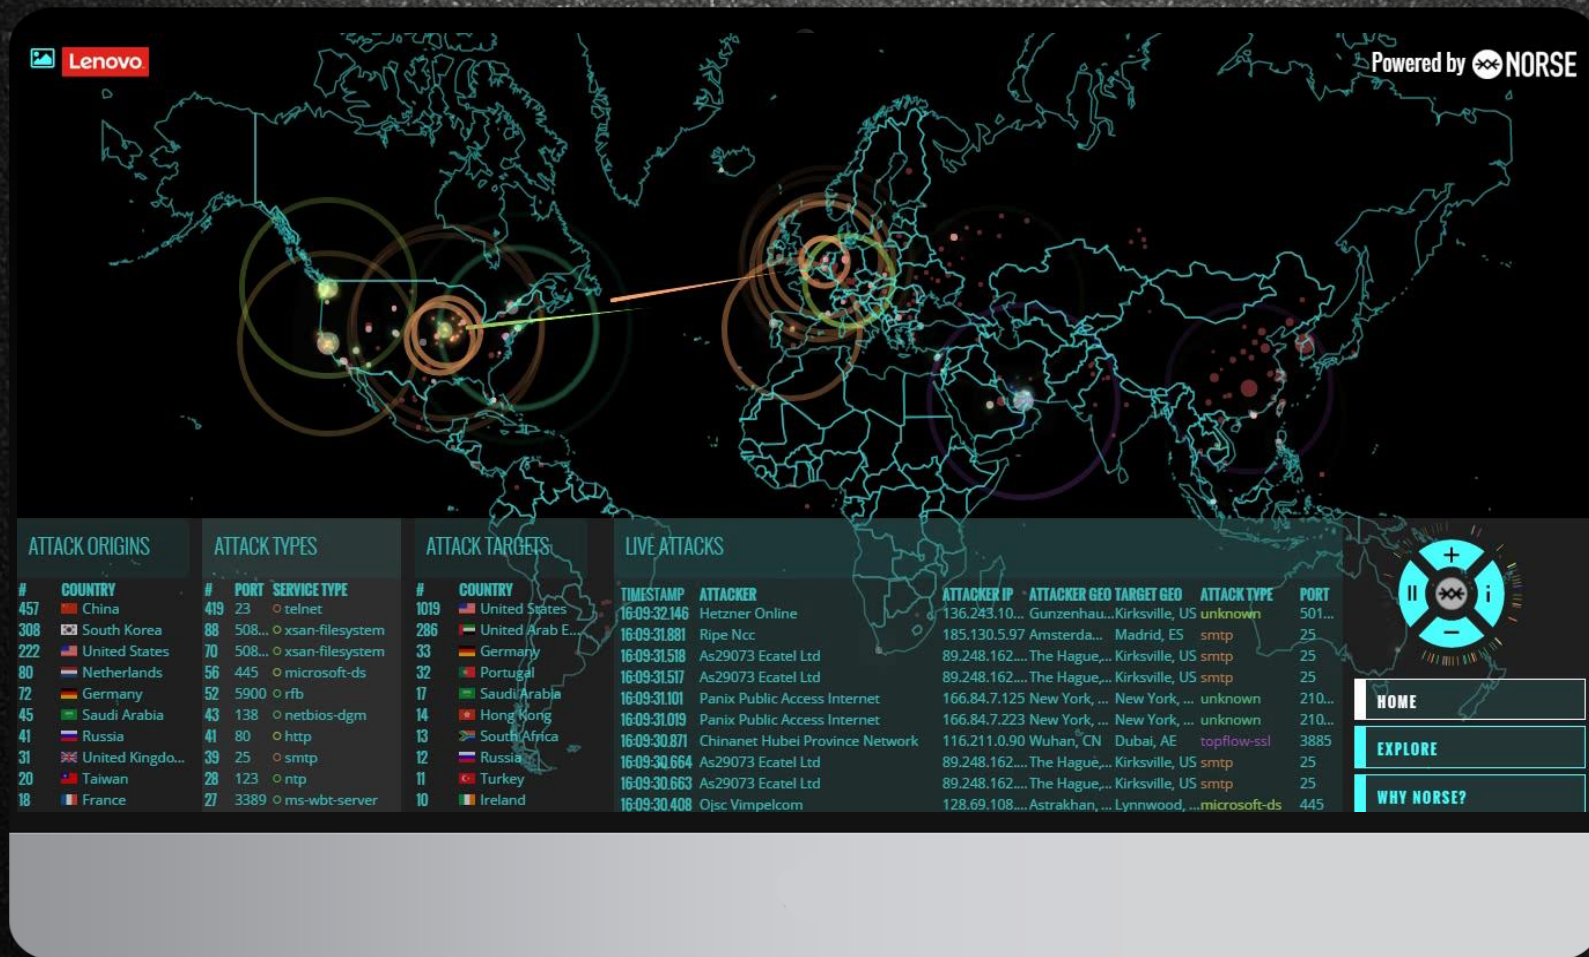 Lenovo
Powered by NORSE
ATTACK ORIGINS
# COUNTRY
457 China
308 South Korea
222 United States
80 Netherlands
72 Germany
45 Saudi Arabia
41 Russia
31 United Kingdo...
20 Taiwan
18 France
ATTACK TYPES
# PORT SERVICE TYPE
419 23 telnet
88 508... xsan-filesystem
70 508... xsan-filesystem
56 445 microsoft-ds
52 5900 rfb
43 138 netbios-dgm
41 80 http
39 25 smtp
28 123 ntp
27 3389 ms-wbt-server
ATTACK TARGETS
# COUNTRY
1019 United States
286 United Arab E...
33 Germany
32 Portugal
17 Saudi Arabia
14 Hong Kong
13 South Africa
12 Russia
11 Turkey
10 Ireland
LIVE ATTACKS
TIMESTAMP ATTACKER ATTACKER IP ATTACKER GEO TARGET GEO ATTACK TYPE PORT
16:09:32.146 Hetzner Online 136.243.10... Gunzenhau... Kirksville, US unknown 501...
16:09:31.881 Ripe Ncc 185.130.5.97 Amsterda... Madrid, ES smtp 25
16:09:31.518 As29073 Ecatel Ltd 89.248.162.... The Hague,... Kirksville, US smtp 25
16:09:31.517 As29073 Ecatel Ltd 89.248.162.... The Hague,... Kirksville, US smtp 25
16:09:31.101 Panix Public Access Internet 166.84.7.125 New York, ... New York, ... unknown 210...
16:09:31.019 Panix Public Access Internet 166.84.7.223 New York, ... New York, ... unknown 210...
16:09:30.871 Chinanet Hubei Province Network 116.211.0.90 Wuhan, CN Dubai, AE topflow-ssl 3885
16:09:30.664 As29073 Ecatel Ltd 89.248.162.... The Hague,... Kirksville, US smtp 25
16:09:30.663 As29073 Ecatel Ltd 89.248.162.... The Hague,... Kirksville, US smtp 25
16:09:30.408 Ojsc Vimpelcom 128.69.108.... Astrakhan, ... Lynnwood, ... microsoft-ds 445
HOME
EXPLORE
WHY NORSE?